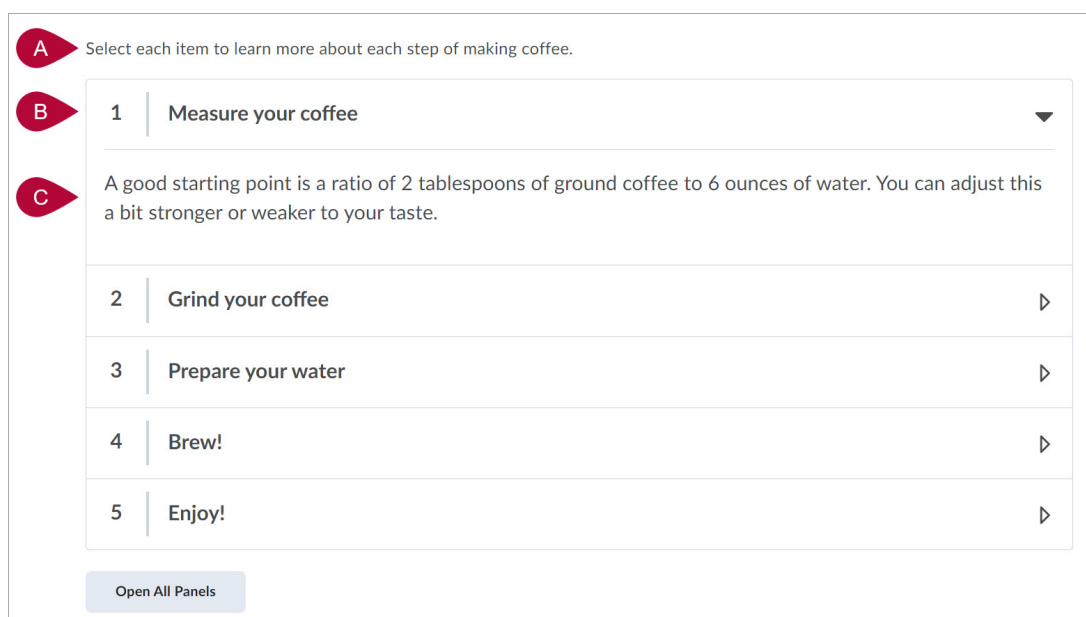 A
Select each item to learn more about each step of making coffee.
B
1 Measure your coffee
C
A good starting point is a ratio of 2 tablespoons of ground coffee to 6 ounces of water. You can adjust this
a bit stronger or weaker to your taste.
2 Grind your coffee
3 Prepare your water
4 Brew!
5 Enjoy!
Open All Panels